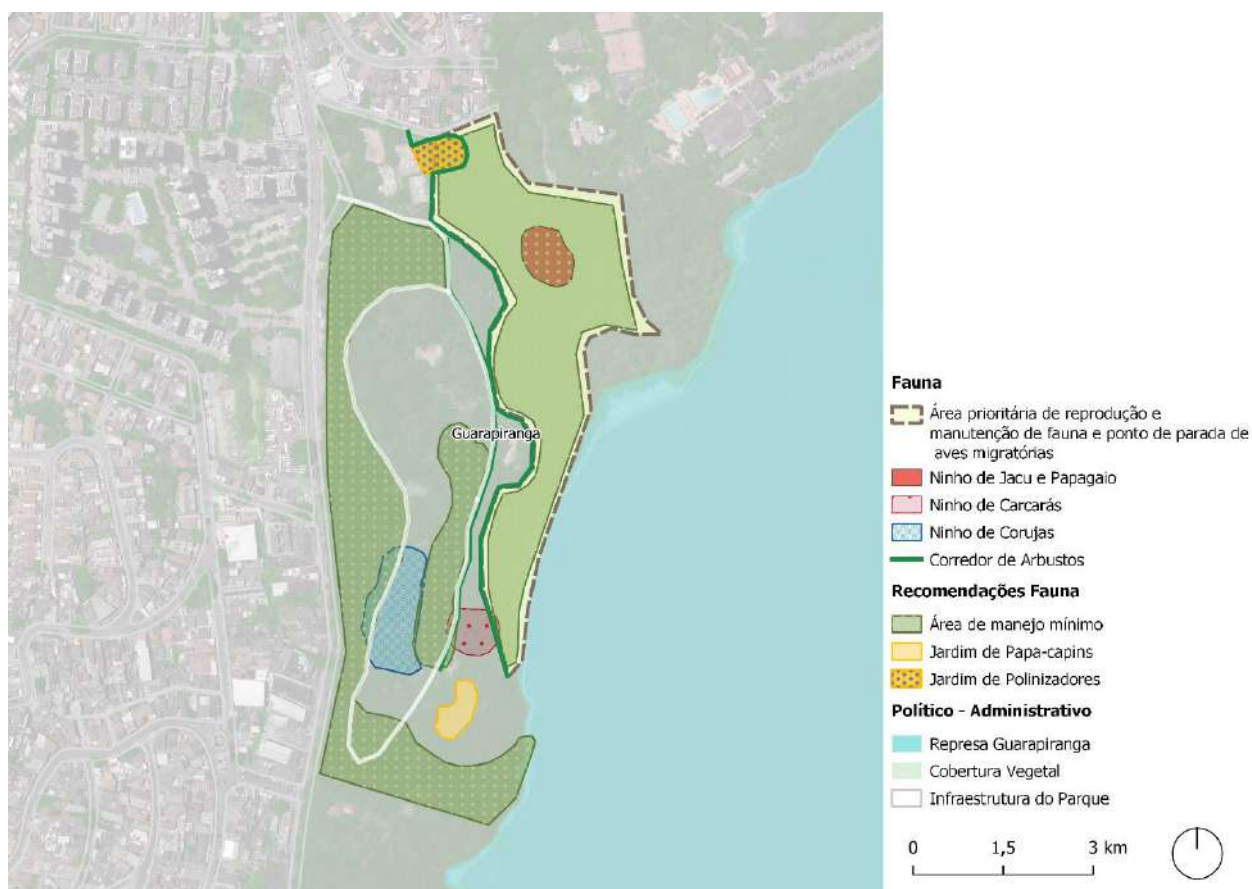 Guarapiranga
Fauna
Área prioritária de reprodução e
manutenção de fauna e ponto de parada de
aves migratórias
Ninho de Jacu e Papagaio
Ninho de Carcarás
Ninho de Corujas
Corredor de Arbustos
Recomendações Fauna
Área de manejo mínimo
Jardim de Papa-capins
Jardim de Polinizadores
Político - Administrativo
Represa Guarapiranga
Cobertura Vegetal
Infraestrutura do Parque
0 1,5 3 km